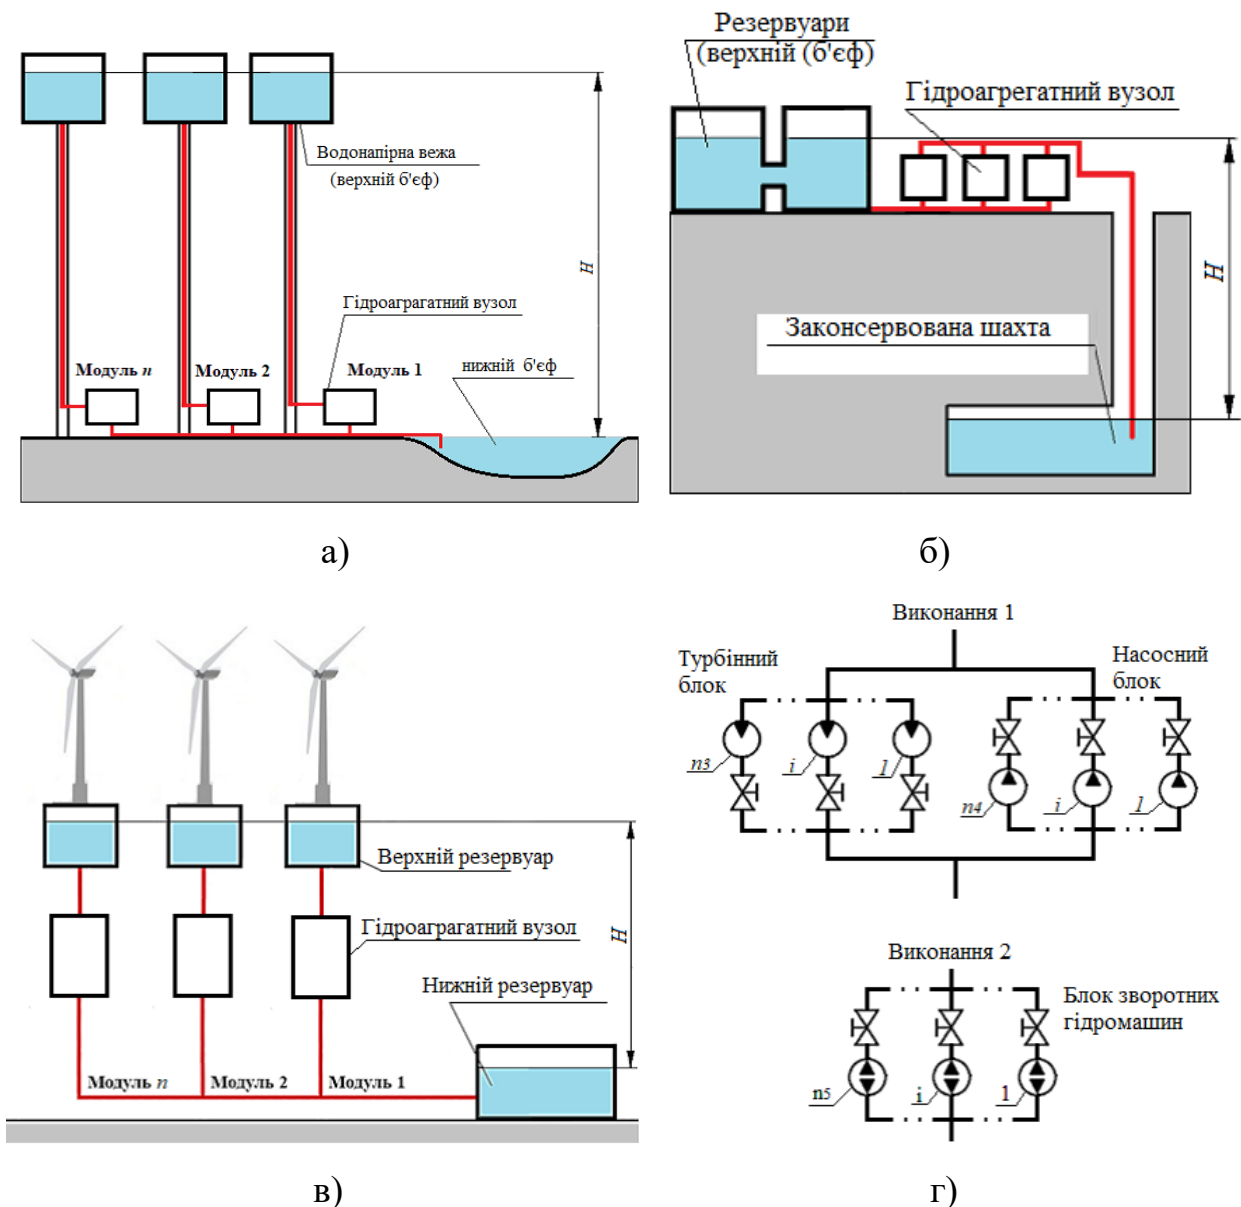 Водонапірна вежа
(верхній б'єф)
H
Гідроаграгатний вузол
Модуль n
Модуль 2
Модуль 1
нижній б'єф
а)
Резервуари
(верхній (б'єф)
Гідроагрегатний вузол
H
Законсервована шахта
б)
Верхній резервуар
Гідроаграгатний вузол
H
Нижній резервуар
Модуль n
Модуль 2
Модуль 1
в)
Виконання 1
Турбінний
блок
Насосний
блок
n3
i
1
n4
i
1
Виконання 2
Блок зворотних
гідромашин
n5
i
1
г)